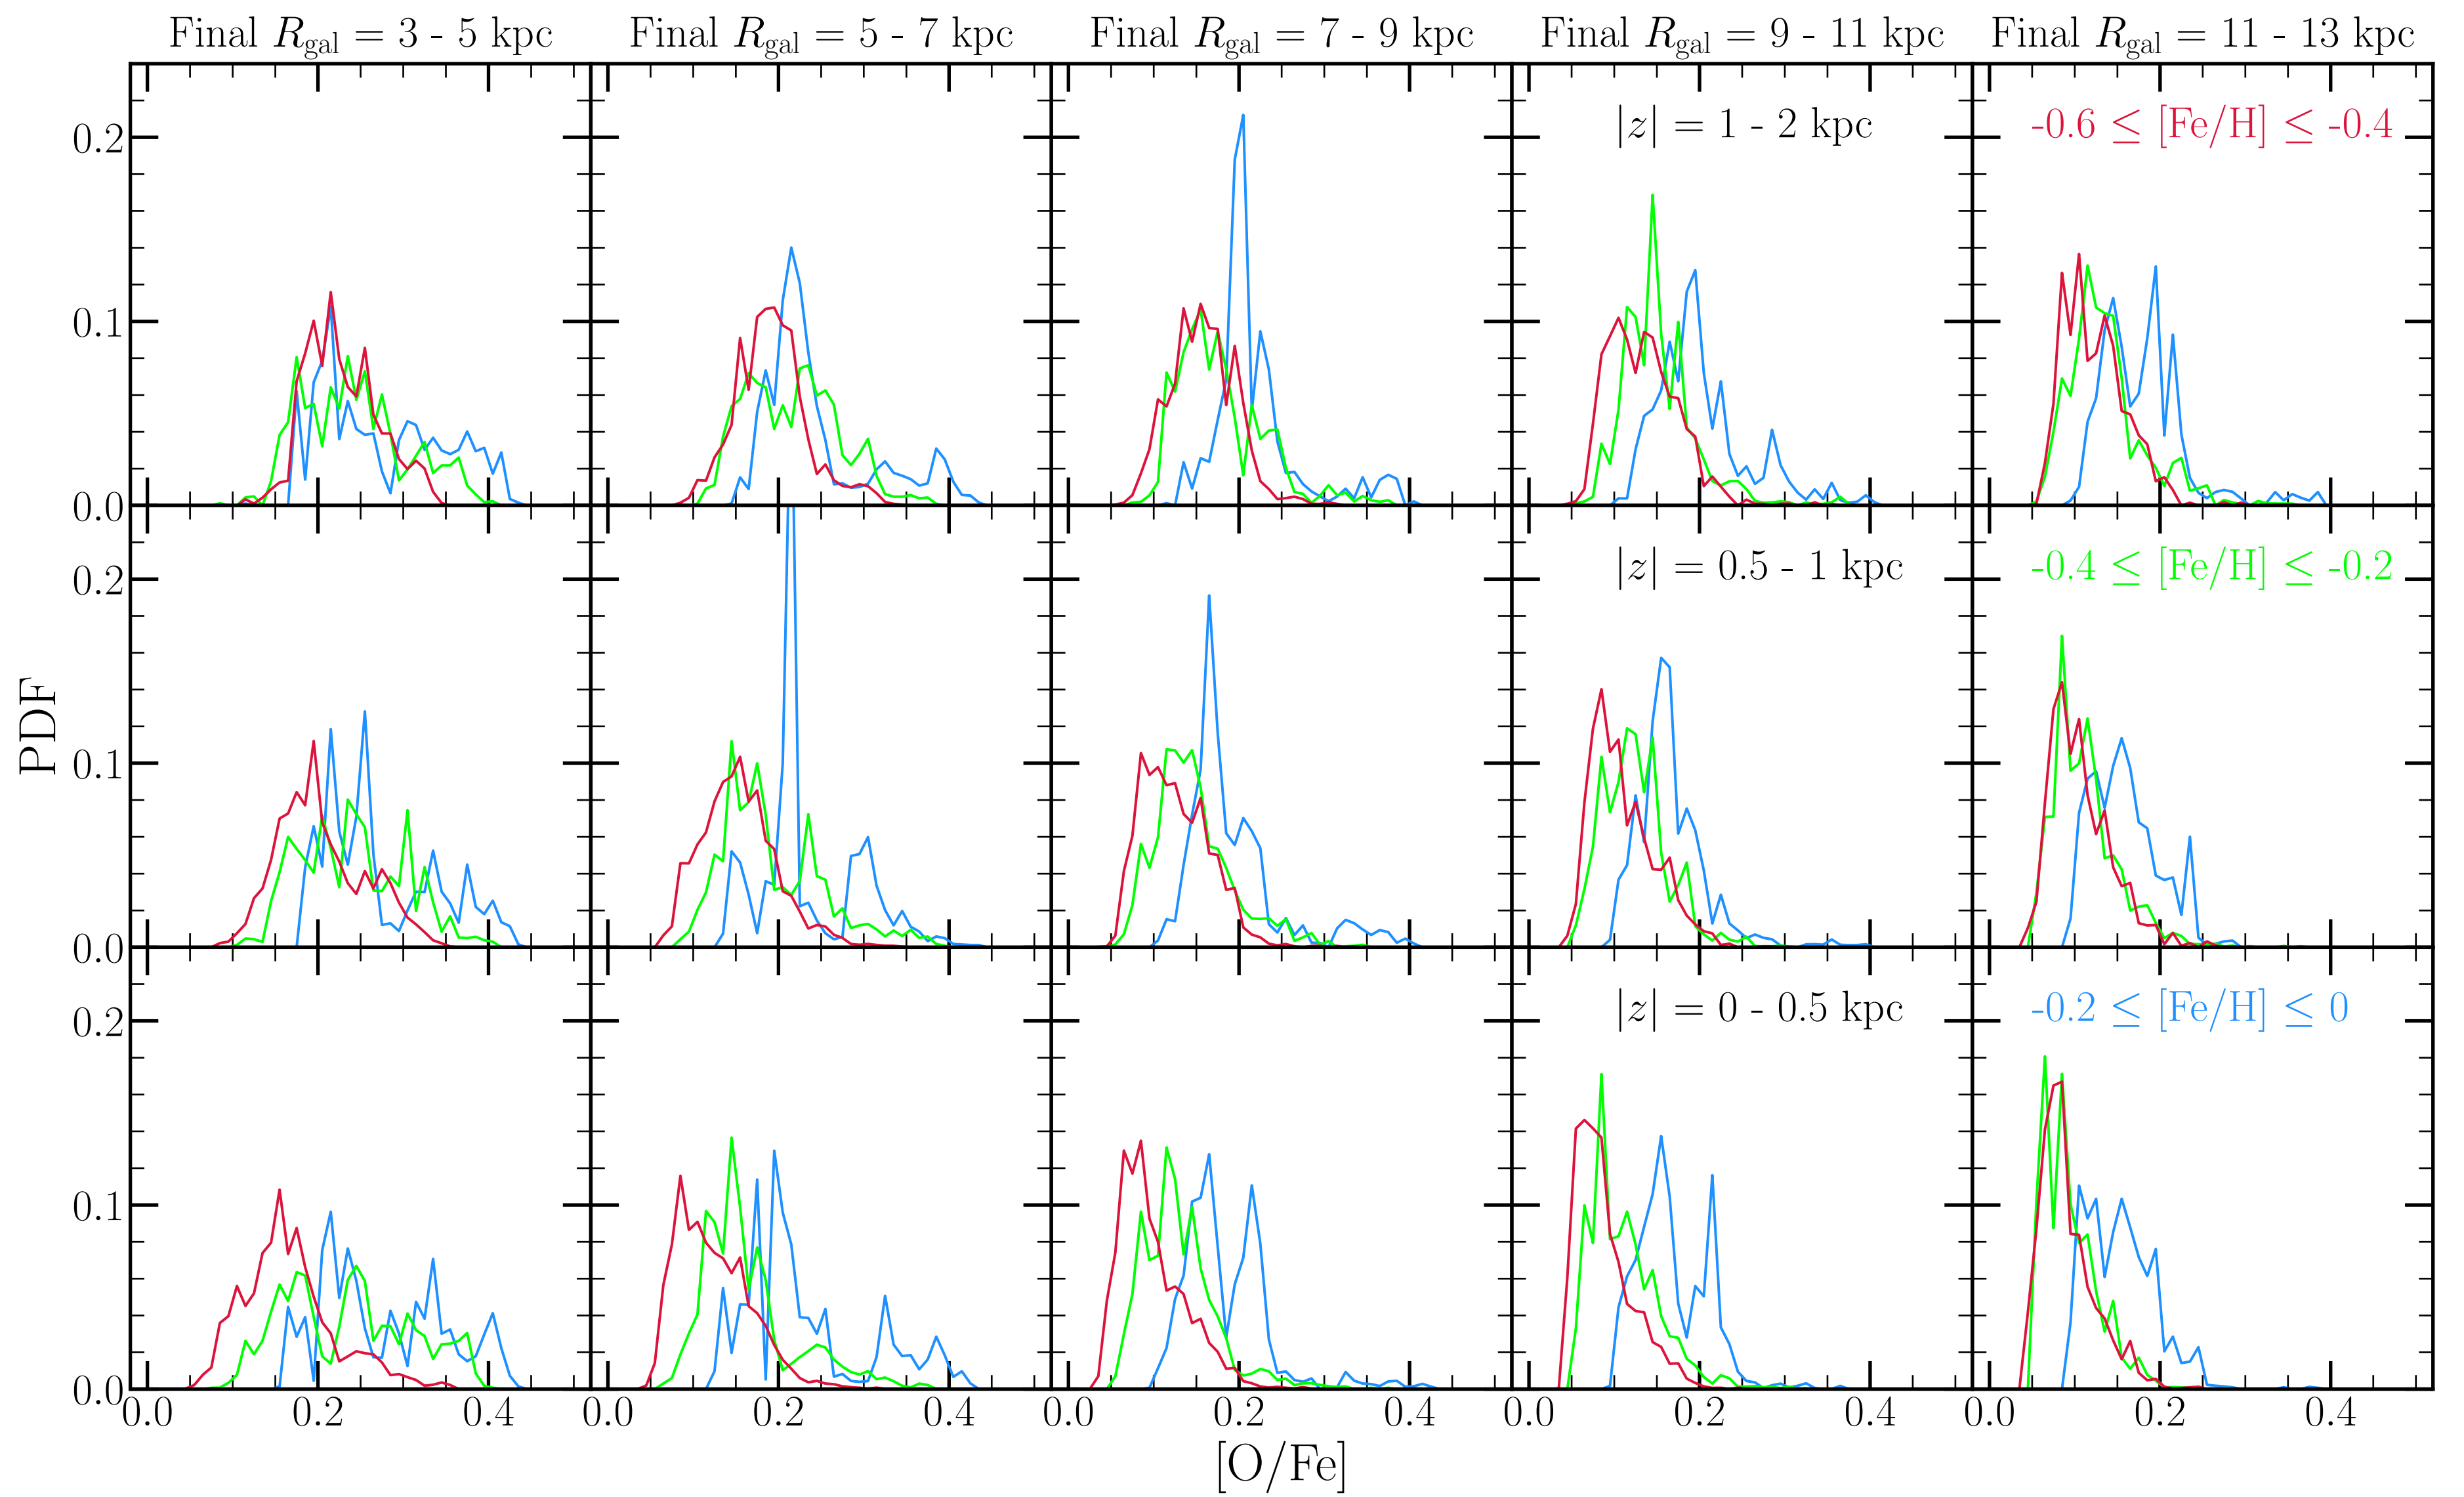 Final R_gal = 3 - 5 kpc
Final R_gal = 5 - 7 kpc
Final R_gal = 7 - 9 kpc
Final R_gal = 9 - 11 kpc
Final R_gal = 11 - 13 kpc
|z| = 1 - 2 kpc
-0.6 ≤ [Fe/H] ≤ -0.4
0.2
0.1
0.0
|z| = 0.5 - 1 kpc
-0.4 ≤ [Fe/H] ≤ -0.2
0.2
0.1
0.0
PDF
|z| = 0 - 0.5 kpc
-0.2 ≤ [Fe/H] ≤ 0
0.2
0.1
0.0
0.0 0.2 0.4 0.0 0.2 0.4 0.0 0.2 0.4 0.0 0.2 0.4 0.0 0.2 0.4
[O/Fe]